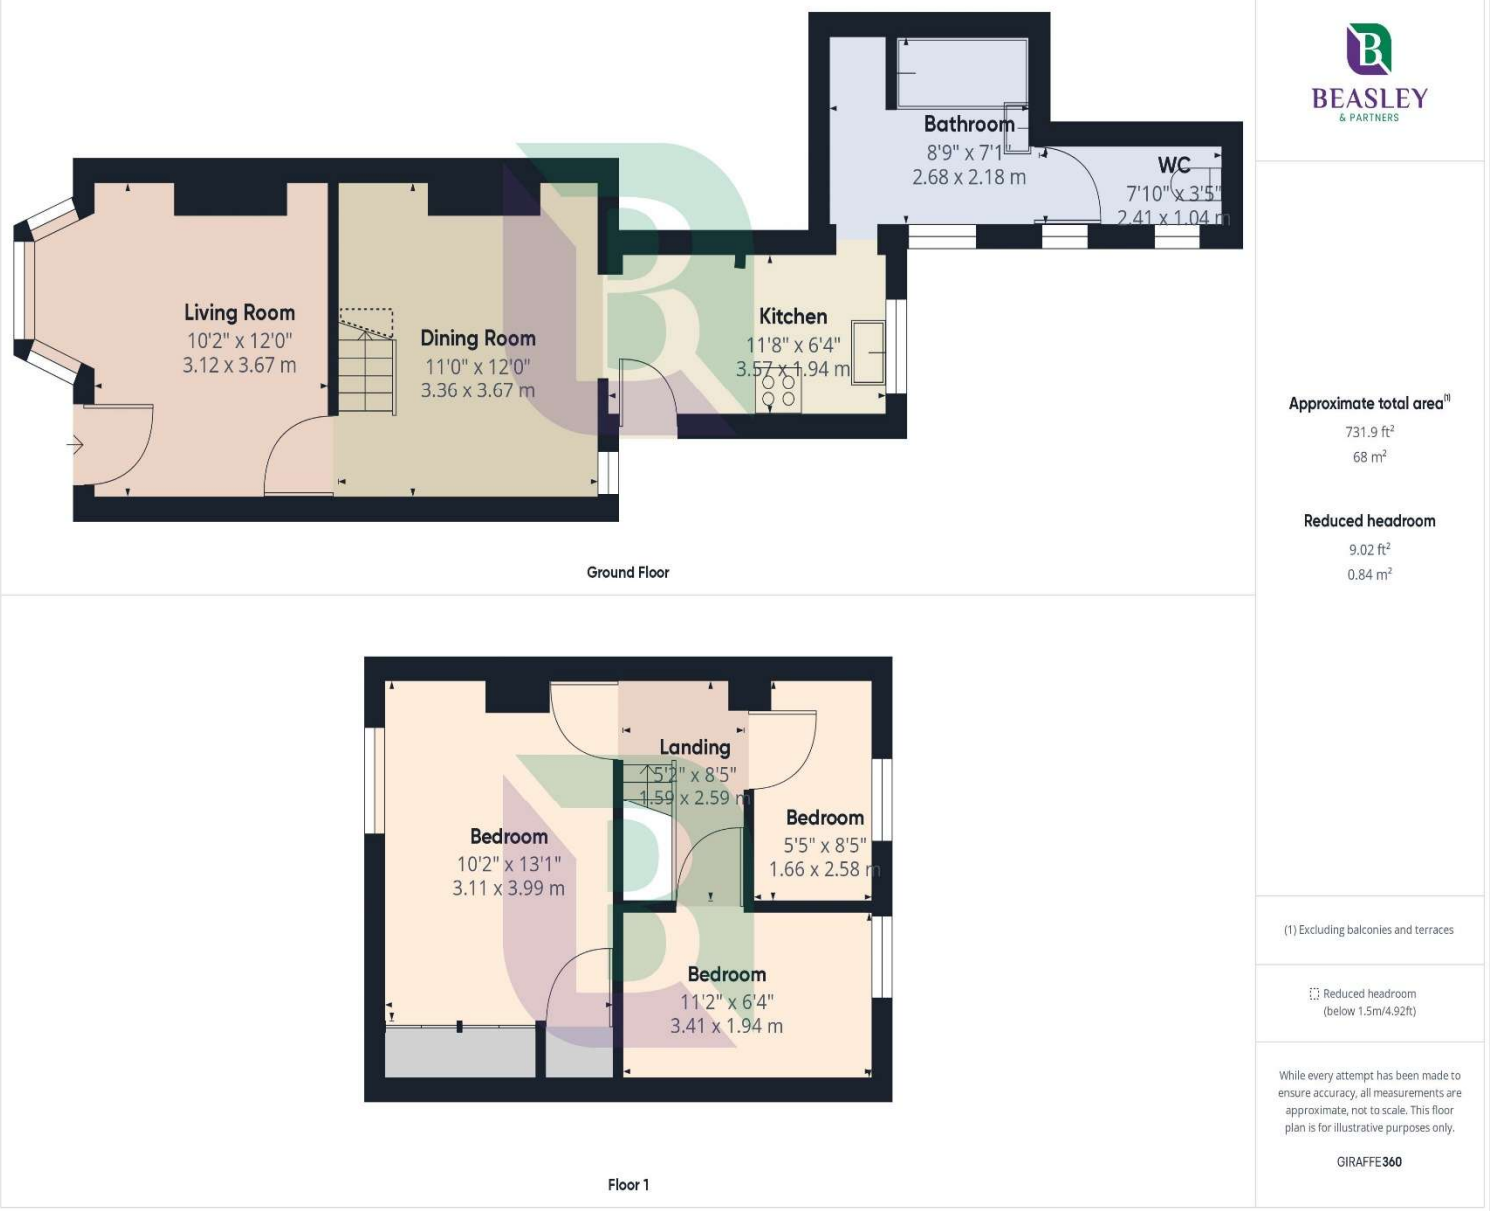 Bathroom
8'9" x 7'1"
2.68 x 2.18 m
WC
7'10" x 3'5"
2.41 x 1.04 m
Living Room
10'2" x 12'0"
3.12 x 3.67 m
Dining Room
11'0" x 12'0"
3.36 x 3.67 m
Kitchen
11'8" x 6'4"
3.57 x 1.94 m
Ground Floor
Landing
5'2" x 8'5"
1.59 x 2.59 m
Bedroom
10'2" x 13'1"
3.11 x 3.99 m
Bedroom
5'5" x 8'5"
1.66 x 2.58 m
Bedroom
11'2" x 6'4"
3.41 x 1.94 m
Floor 1
B
BEASLEY
& PARTNERS
Approximate total area(1)
731.9 ft²
68 m²
Reduced headroom
9.02 ft²
0.84 m²
(1) Excluding balconies and terraces
Reduced headroom
(below 1.5m/4.92ft)
While every attempt has been made to
ensure accuracy, all measurements are
approximate, not to scale. This floor
plan is for illustrative purposes only.
GIRAFFE360